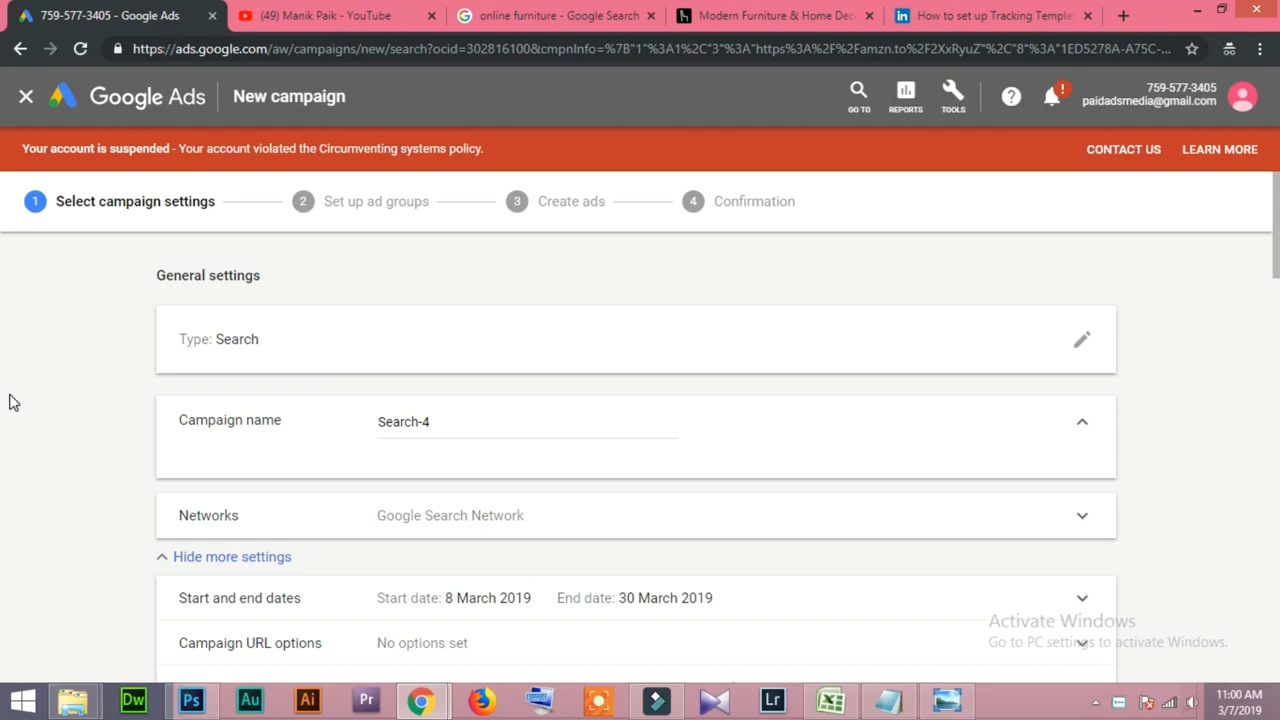 759-577-3405 - Google Ads
(49) Manik Paik - YouTube
online furniture - Google Search
Modern Furniture & Home Dec
How to set up Tracking Templa
https://ads.google.com/aw/campaigns/new/search?ocid=302816100&cmpnInfo=%7B"1"%3A1%2C"3"%3A"https%3A%2F%2Famzn.to%2F2XxRyuZ"%2C"8"%3A"1ED5278A-A75C-...
Google Ads
New campaign
GO TO
REPORTS
TOOLS
759-577-3405
paidadsmedia@gmail.com
Your account is suspended - Your account violated the Circumventing systems policy.
CONTACT US
LEARN MORE
1 Select campaign settings
2 Set up ad groups
3 Create ads
4 Confirmation
General settings
Type: Search
Campaign name
Search-4
Networks
Google Search Network
Hide more settings
Start and end dates
Start date: 8 March 2019
End date: 30 March 2019
Campaign URL options
No options set
Activate Windows
Go to PC settings to activate Windows.
Dw
Ps
Au
Ai
Pr
Lr
11:00 AM
3/7/2019